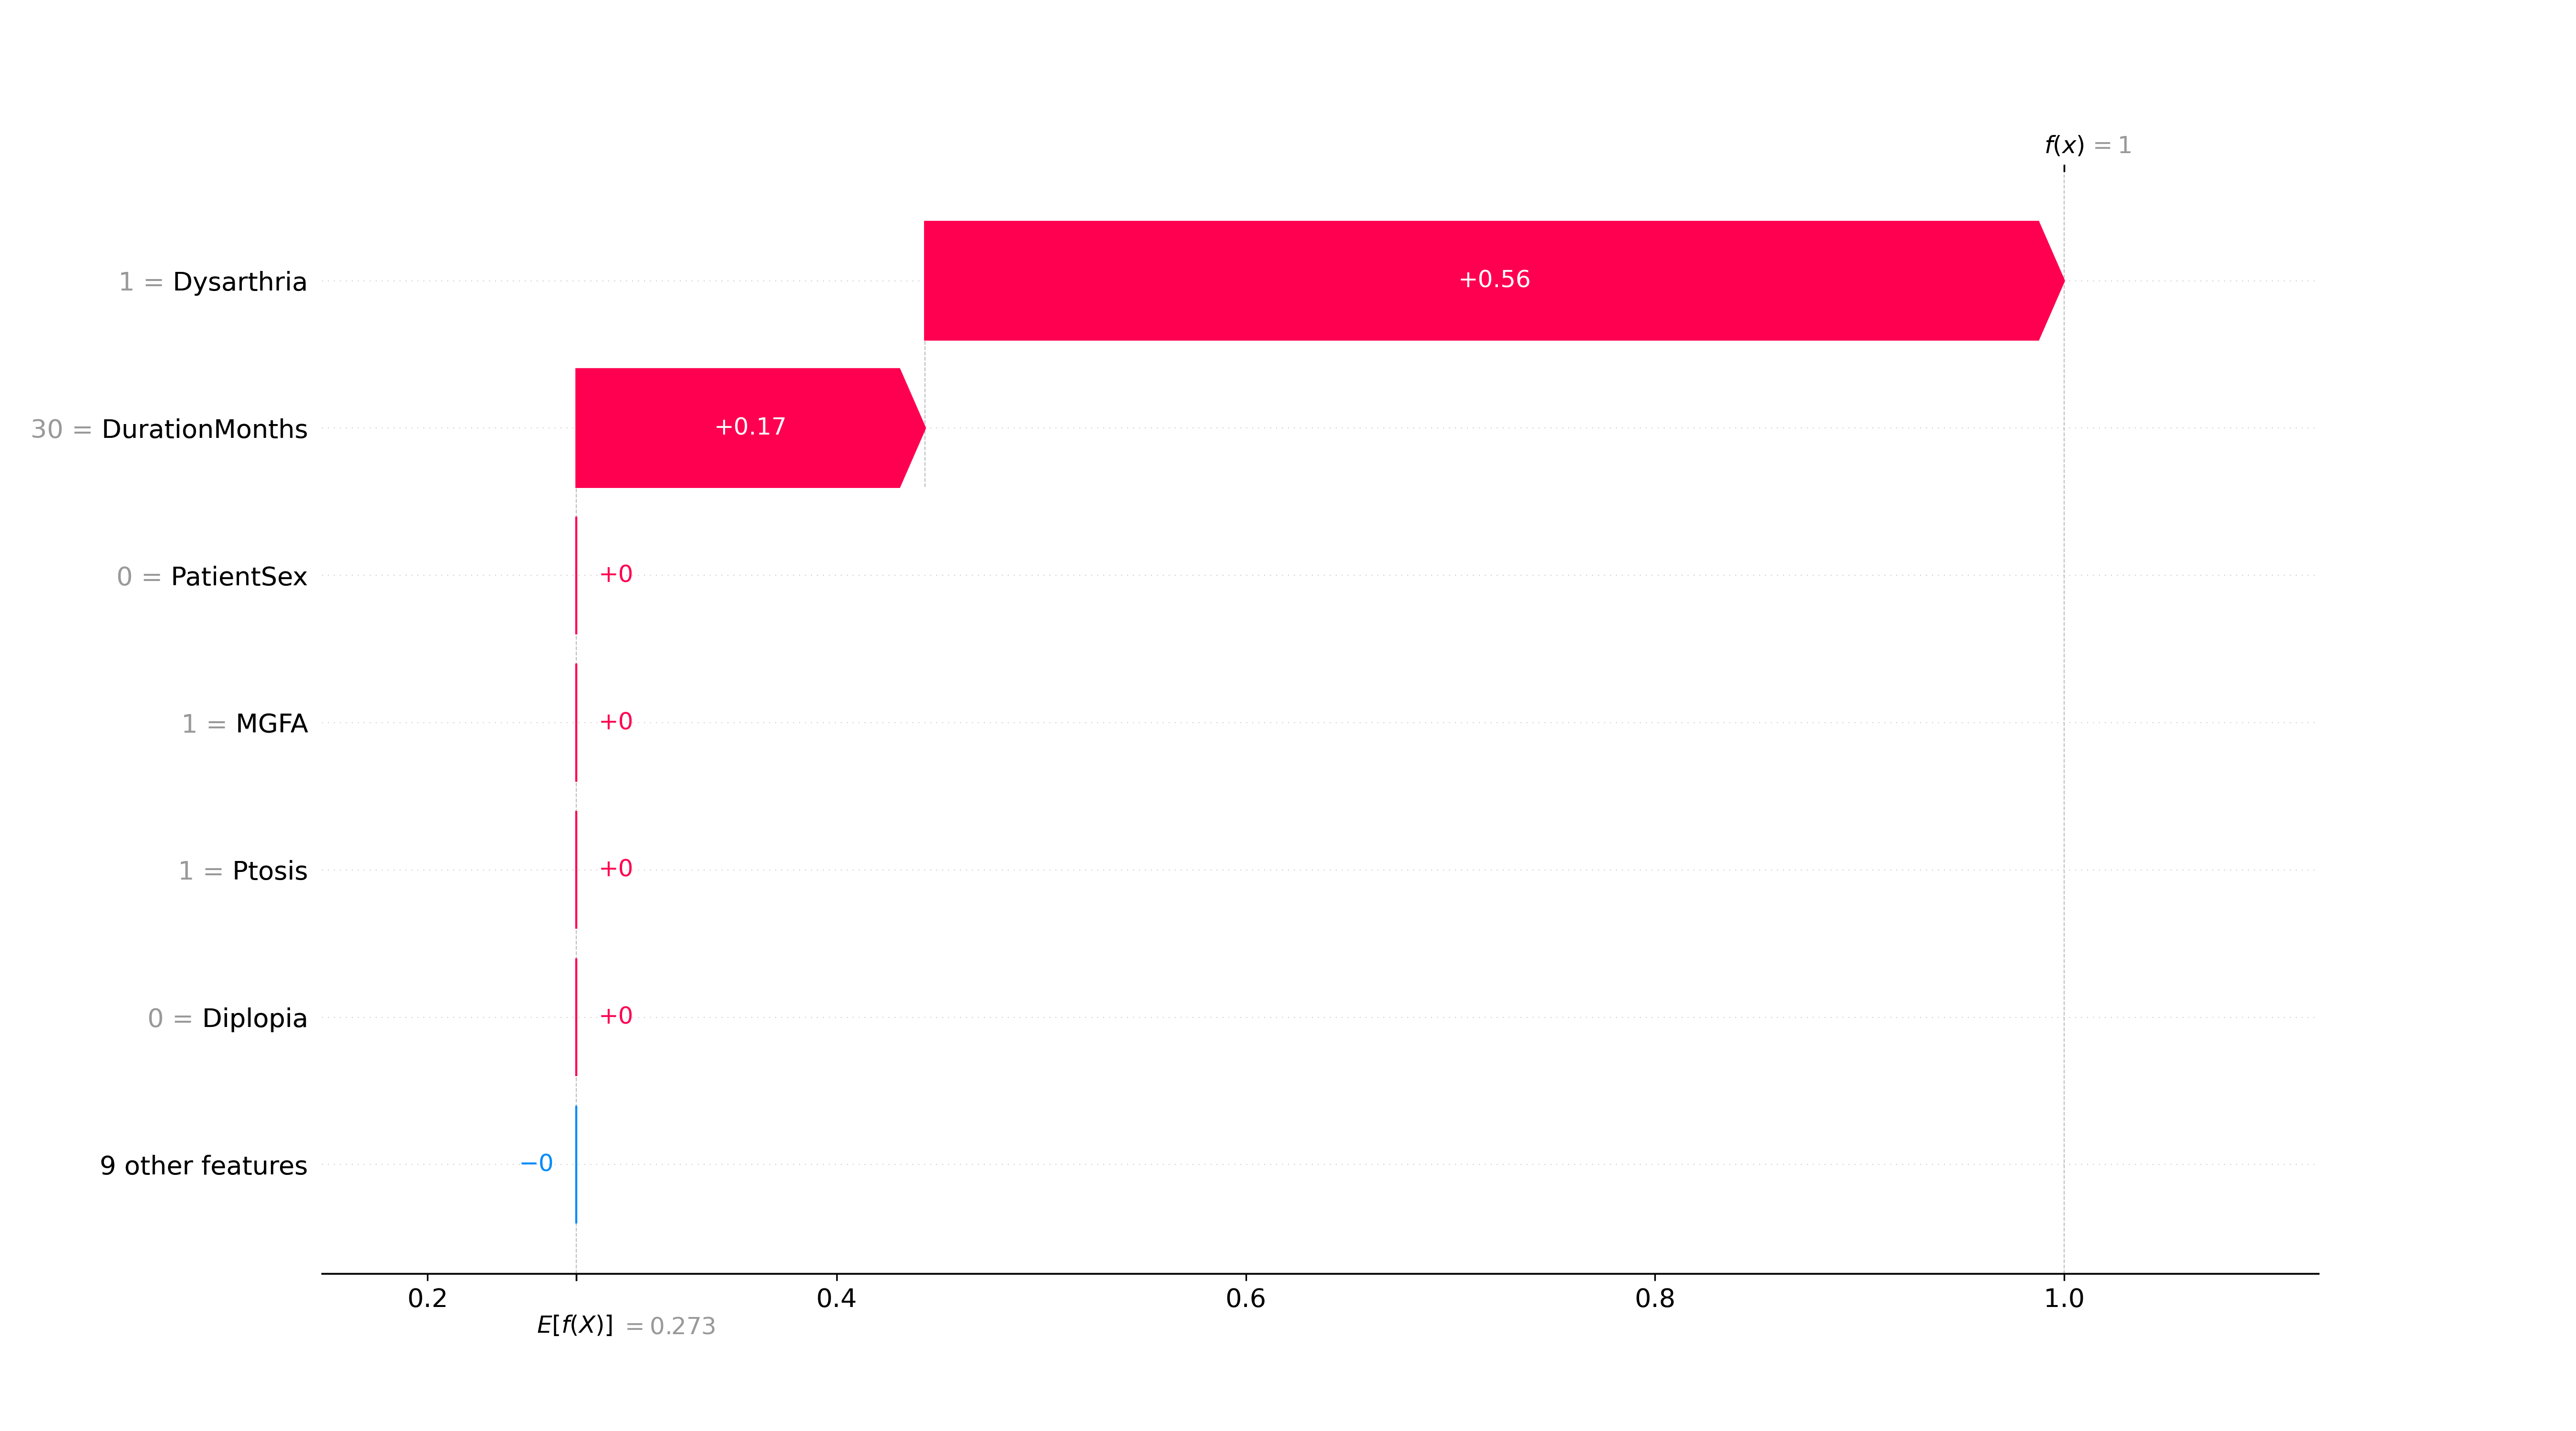 f(x) = 1
1 = Dysarthria
+0.56
30 = DurationMonths
+0.17
0 = PatientSex
+0
1 = MGFA
+0
1 = Ptosis
+0
0 = Diplopia
+0
9 other features
−0
0.2 0.4 0.6 0.8 1.0
E[f(X)] = 0.273